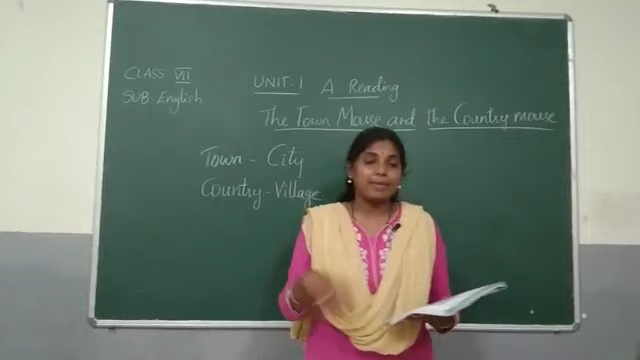 CLASS VII
SUB. English
UNIT-1 A Reading
The Town Mouse and the Country mouse
Town - City
Country - Village